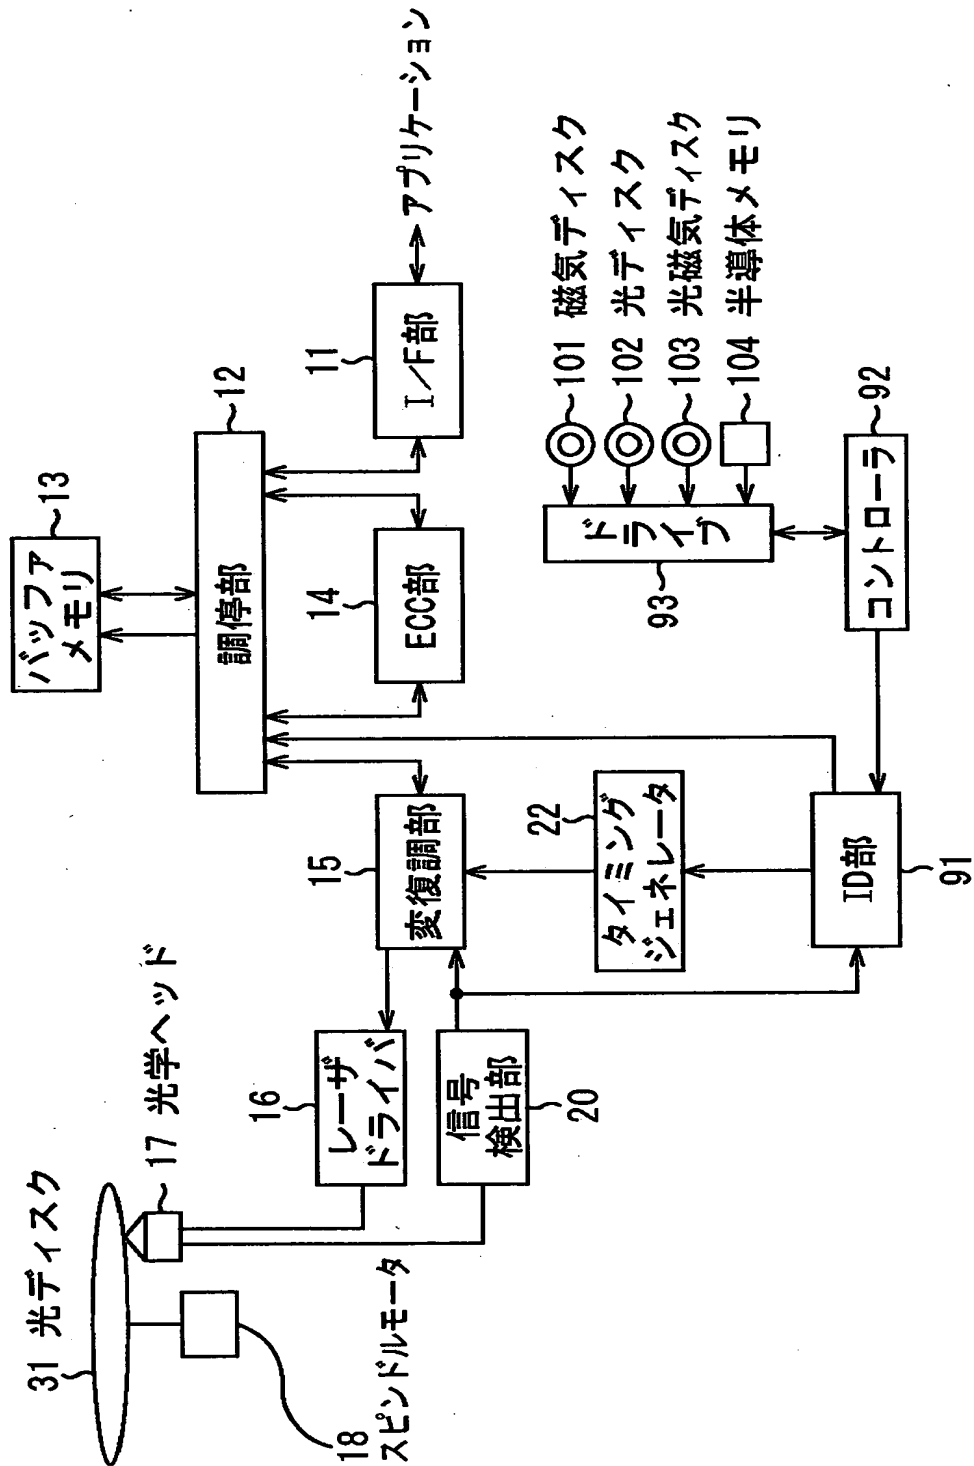 31 光ディスク
17 光学ヘッド
18
スピンドルモータ
16
レーザ
ドライバ
信号
検出部
20
15
変復調部
13
バッファ
メモリ
12
調停部
14
ECC部
11
I/F部
アプリケーション
22
タイミング
ジェネレータ
ID部
91
93
ドライブ
101 磁気ディスク
102 光ディスク
103 光磁気ディスク
104 半導体メモリ
92
コントローラ